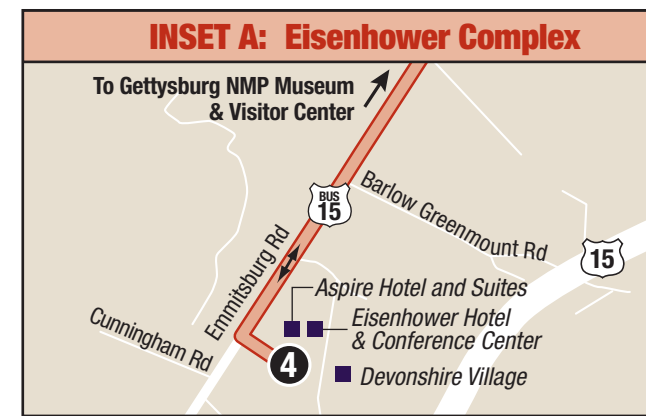 INSET A: Eisenhower Complex
To Gettysburg NMP Museum
& Visitor Center
BUS
15
Barlow Greenmount Rd
15
Emmitsburg Rd
Aspire Hotel and Suites
Eisenhower Hotel
& Conference Center
Cunningham Rd
4
Devonshire Village